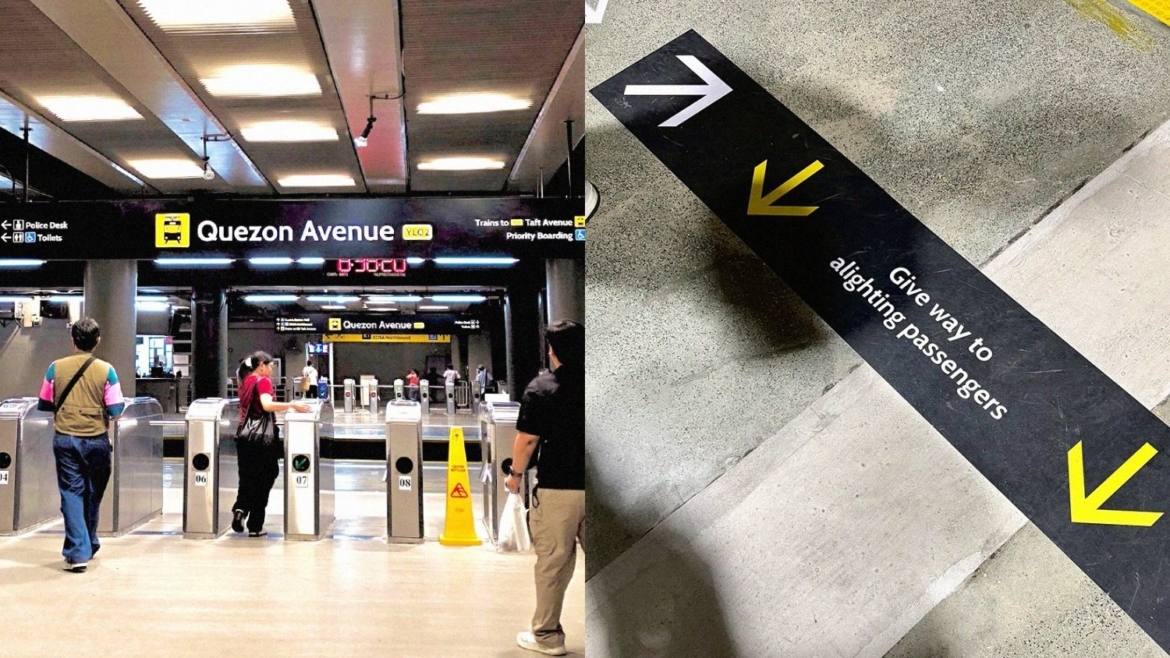 ← Police Desk
← Toilets
Quezon Avenue YL02
Trains to Taft Avenue
Priority Boarding
Quezon Avenue
04
06
07
08
Give way to
alighting passengers